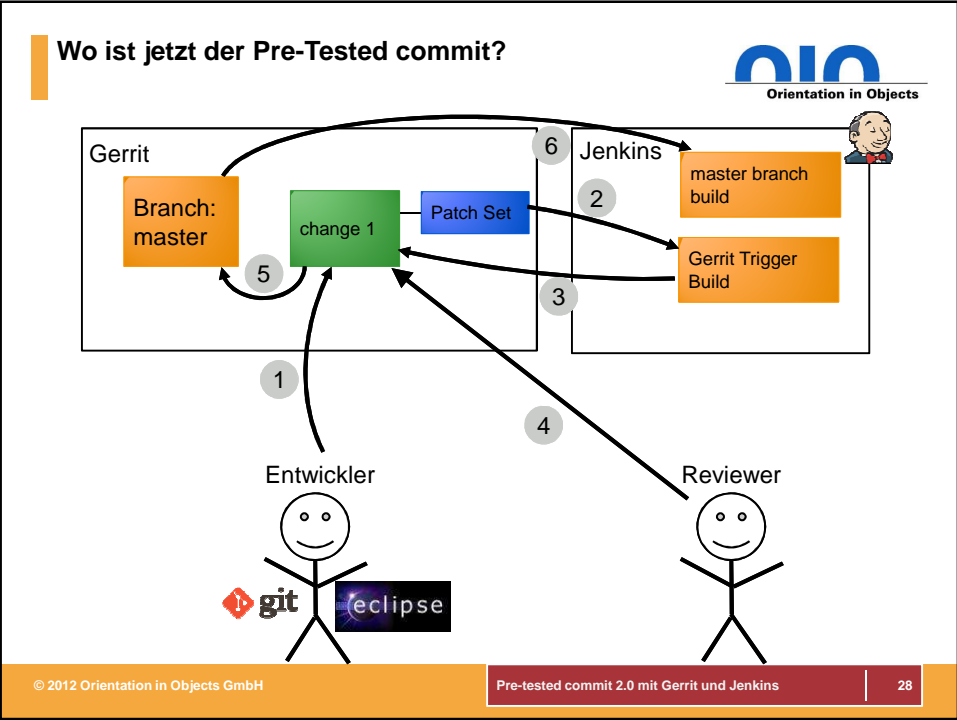 Wo ist jetzt der Pre-Tested commit?
OIO
Orientation in Objects
Gerrit
6
Jenkins
master branch
build
Branch:
master
change 1
Patch Set
2
Gerrit Trigger
Build
5
3
1
4
Entwickler
Reviewer
git
eclipse
© 2012 Orientation in Objects GmbH
Pre-tested commit 2.0 mit Gerrit und Jenkins
28